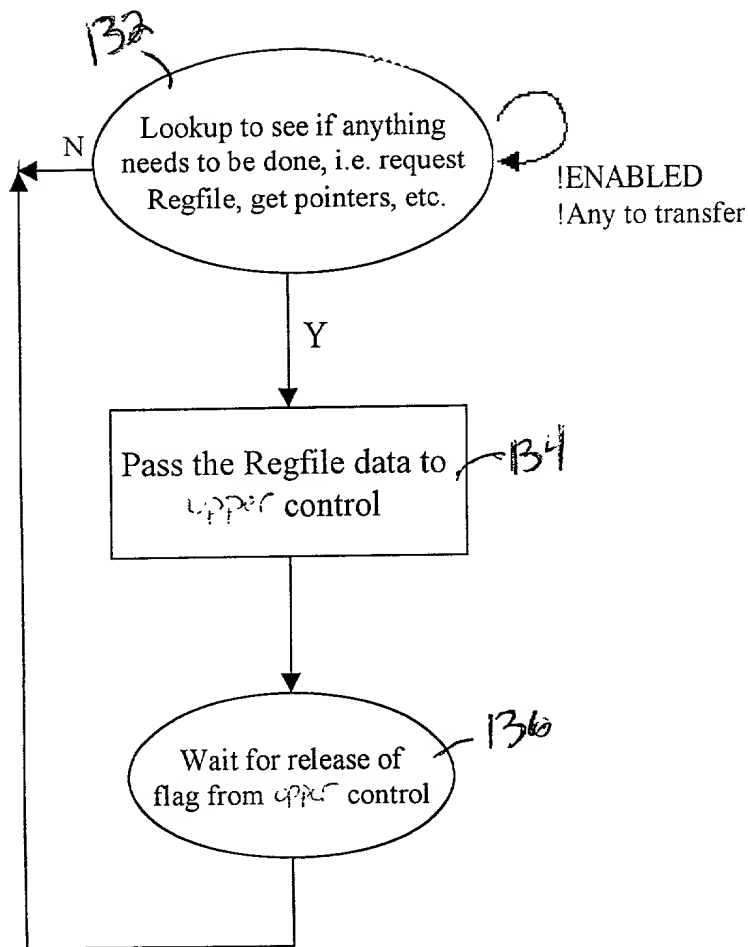 132
Lookup to see if anything
needs to be done, i.e. request
Regfile, get pointers, etc.
N
!ENABLED
!Any to transfer
Y
Pass the Regfile data to
upper control
134
136
Wait for release of
flag from upper control